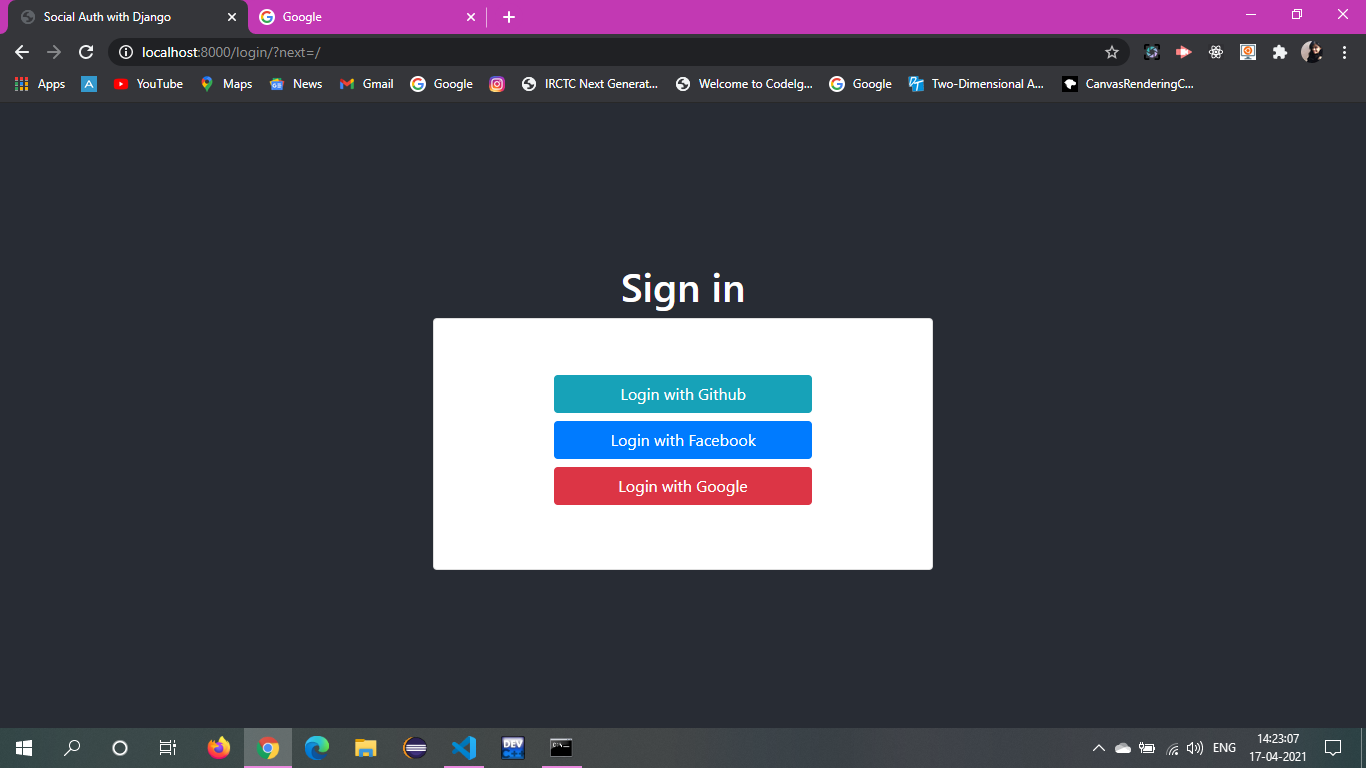 Social Auth with Django
Google
localhost:8000/login/?next=/
Apps
A
YouTube
Maps
News
Gmail
Google
IRCTC Next Generat...
Welcome to CodeIg...
Google
Two-Dimensional A...
CanvasRenderingC...
Sign in
Login with Github
Login with Facebook
Login with Google
DEV
ENG
14:23:07
17-04-2021